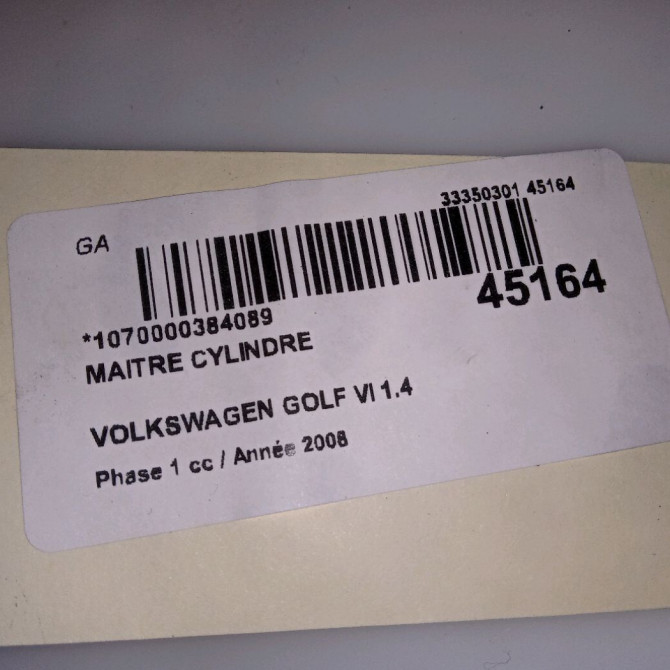 33350301 45164
GA
45164
*1070000384089
MAITRE CYLINDRE
VOLKSWAGEN GOLF VI 1.4
Phase 1 cc / Année 2008